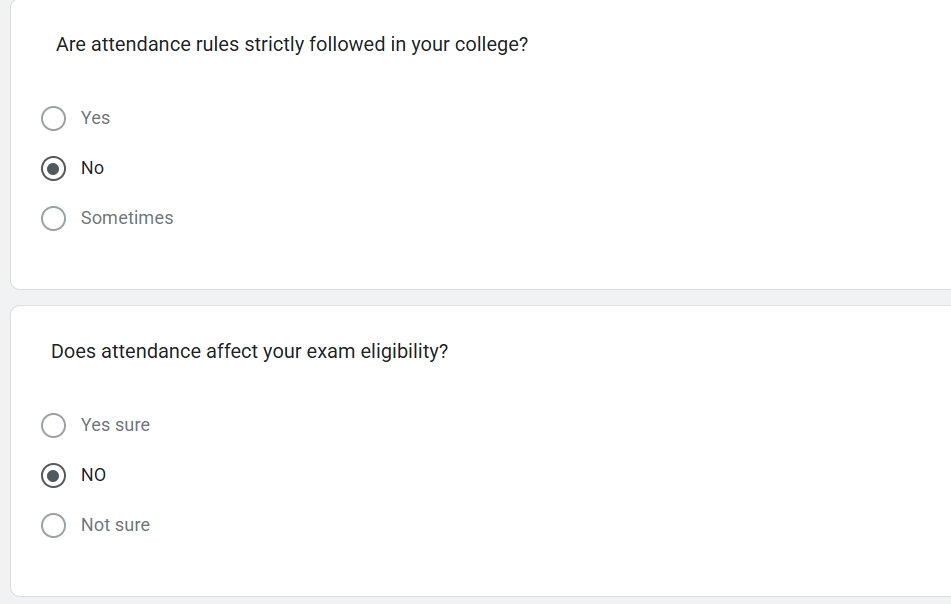 Are attendance rules strictly followed in your college?
Yes
No
Sometimes
Does attendance affect your exam eligibility?
Yes sure
NO
Not sure